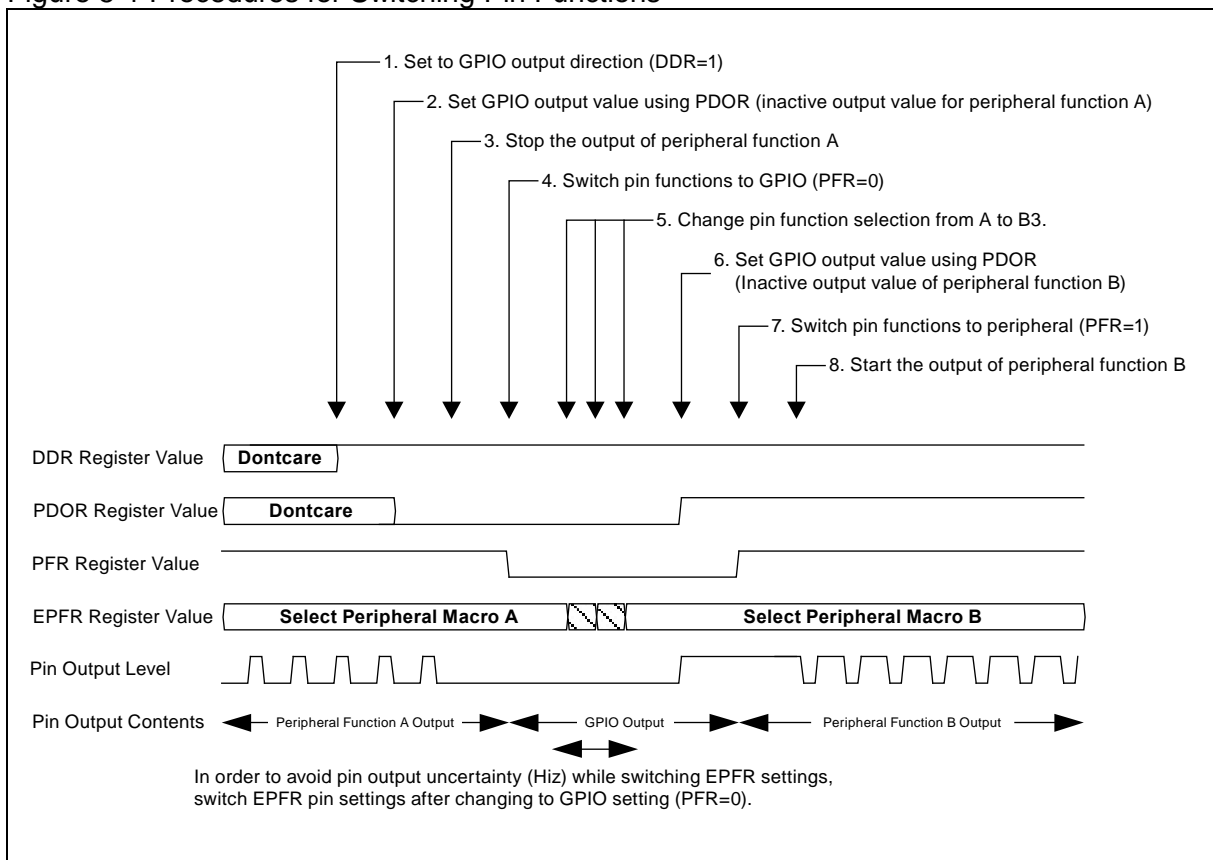 Figure 3-1 Procedures for Switching Pin Functions
1. Set to GPIO output direction (DDR=1)
2. Set GPIO output value using PDOR (inactive output value for peripheral function A)
3. Stop the output of peripheral function A
4. Switch pin functions to GPIO (PFR=0)
5. Change pin function selection from A to B3.
6. Set GPIO output value using PDOR
(Inactive output value of peripheral function B)
7. Switch pin functions to peripheral (PFR=1)
8. Start the output of peripheral function B
DDR Register Value Dontcare
PDOR Register Value Dontcare
PFR Register Value
EPFR Register Value Select Peripheral Macro A Select Peripheral Macro B
Pin Output Level
Pin Output Contents Peripheral Function A Output GPIO Output Peripheral Function B Output
In order to avoid pin output uncertainty (Hiz) while switching EPFR settings,
switch EPFR pin settings after changing to GPIO setting (PFR=0).